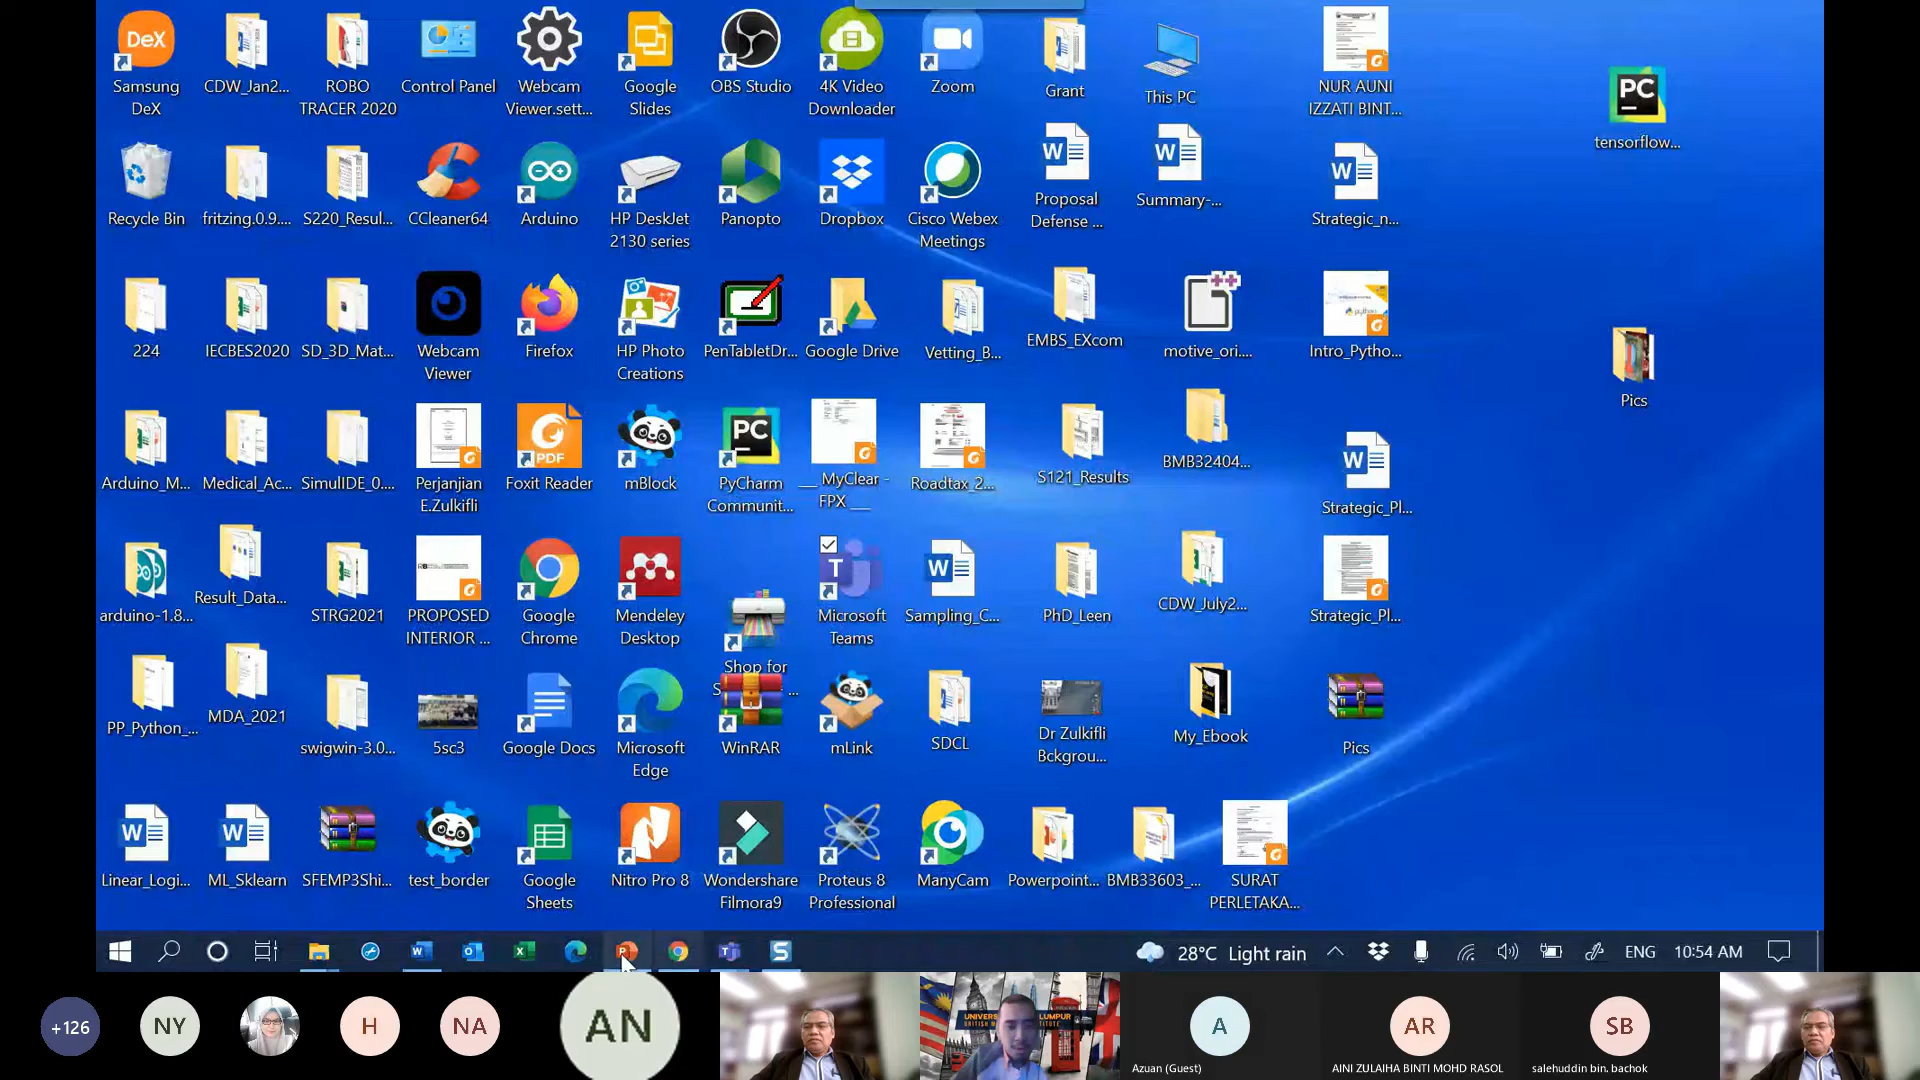 DeX
Samsung
DeX
CDW_Jan2...
ROBO
TRACER 2020
Control Panel
Webcam
Viewer.sett...
Google
Slides
OBS Studio
4K Video
Downloader
Zoom
Grant
This PC
NUR AUNI
IZZATI BINT...
PC
tensorflow...
Recycle Bin
fritzing.0.9....
S220_Resul...
CCleaner64
Arduino
HP DeskJet
2130 series
Panopto
Dropbox
Cisco Webex
Meetings
W
Proposal
Defense ...
W
Summary-...
W
Strategic_n...
224
IECBES2020
SD_3D_Mat...
Webcam
Viewer
Firefox
HP Photo
Creations
PenTabletDr...
Google Drive
Vetting_B...
EMBS_EXcom
motive_ori....
Intro_Pytho...
Pics
Arduino_M...
Medical_Ac...
SimulIDE_0....
Perjanjian
E.Zulkifli
PDF
Foxit Reader
mBlock
PC
PyCharm
Communit...
__ MyClear -
FPX __
Roadtax_2...
S121_Results
BMB32404...
W
Strategic_Pl...
arduino-1.8...
Result_Data...
STRG2021
PROPOSED
INTERIOR ...
Google
Chrome
Mendeley
Desktop
Shop for
T
Microsoft
Teams
W
Sampling_C...
PhD_Leen
CDW_July2...
Strategic_Pl...
PP_Python_...
MDA_2021
swigwin-3.0...
5sc3
Google Docs
Microsoft
Edge
WinRAR
mLink
SDCL
Dr Zulkifli
Bckgrou...
My_Ebook
Pics
W
Linear_Logi...
W
ML_Sklearn
SFEMP3Shi...
test_border
Google
Sheets
Nitro Pro 8
Wondershare
Filmora9
Proteus 8
Professional
ManyCam
Powerpoint...
BMB33603_...
SURAT
PERLETAKA...
28°C Light rain
ENG
10:54 AM
+126
NY
H
NA
AN
A
Azuan (Guest)
AR
AINI ZULAIHA BINTI MOHD RASOL
SB
salehuddin bin. bachok